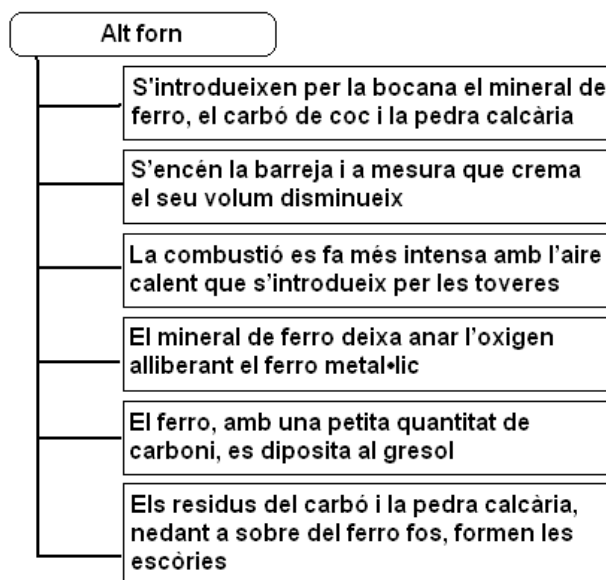 Alt forn
S'introdueixen per la bocana el mineral de
ferro, el carbó de coc i la pedra calcària
S'encén la barreja i a mesura que crema
el seu volum disminueix
La combustió es fa més intensa amb l'aire
calent que s'introdueix per les toveres
El mineral de ferro deixa anar l'oxigen
alliberant el ferro metal•lic
El ferro, amb una petita quantitat de
carboni, es diposita al gresol
Els residus del carbó i la pedra calcària,
nedant a sobre del ferro fos, formen les
escòries